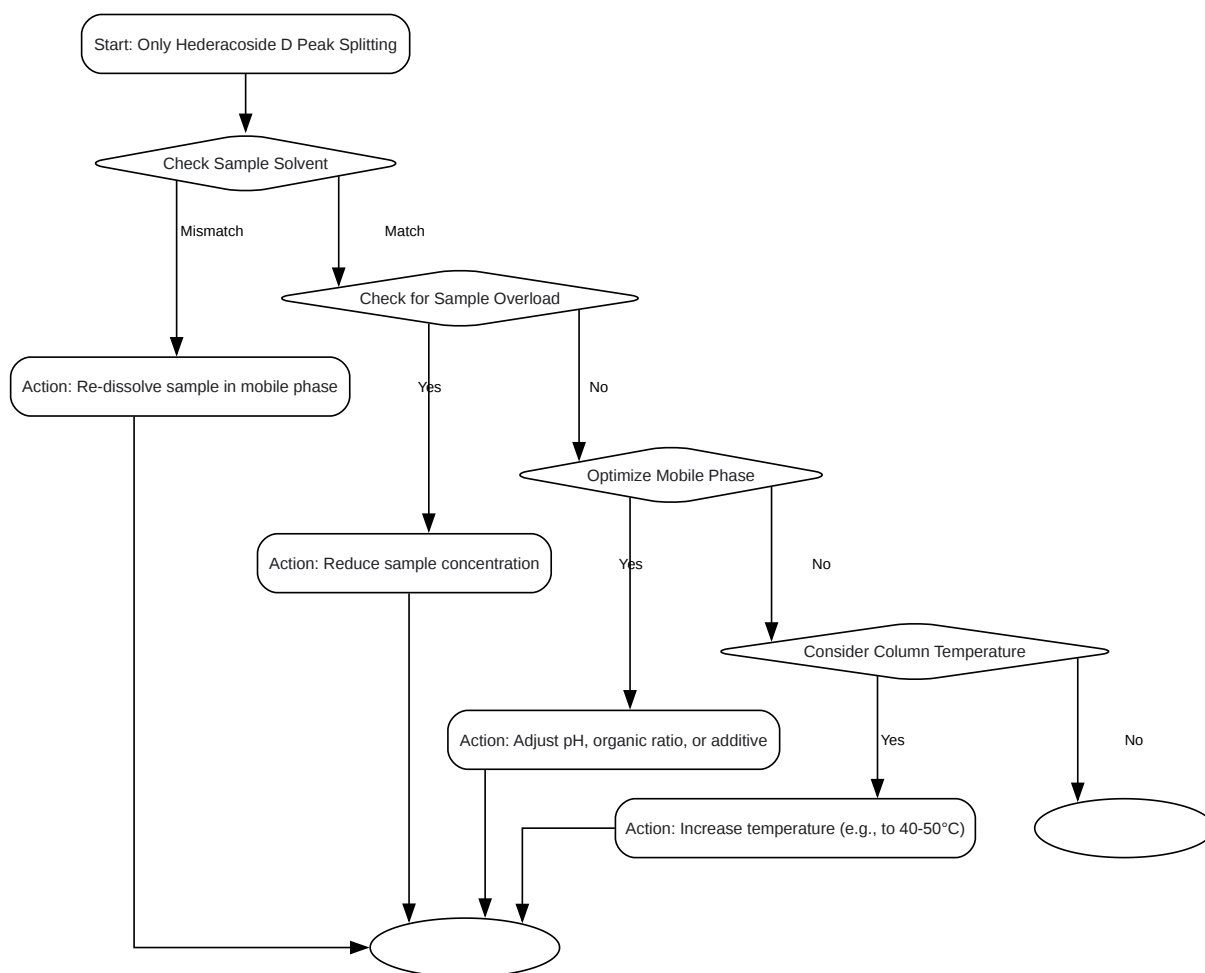 Start: Only Hederacoside D Peak Splitting
Check Sample Solvent
Mismatch
Match
Check for Sample Overload
Action: Re-dissolve sample in mobile phase
Yes
No
Optimize Mobile Phase
Action: Reduce sample concentration
Yes
No
Consider Column Temperature
Action: Adjust pH, organic ratio, or additive
Yes
No
Action: Increase temperature (e.g., to 40-50°C)